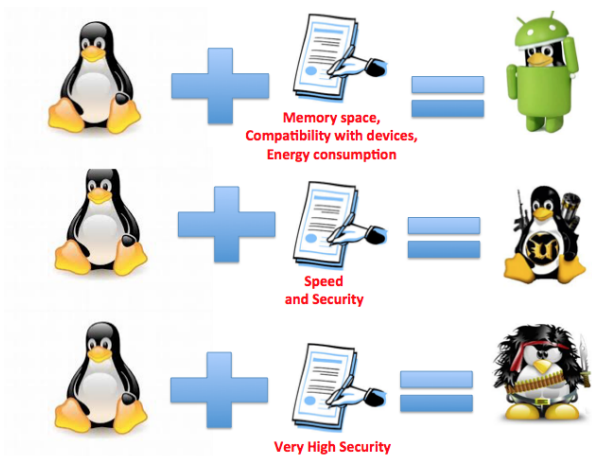 Memory space,
Compatibility with devices,
Energy consumption
Speed
and Security
Very High Security